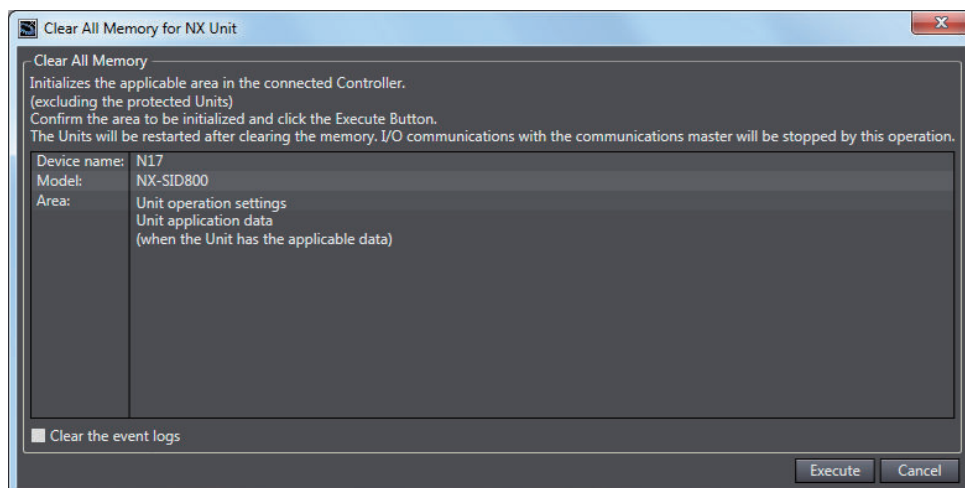 Clear All Memory for NX Unit
Clear All Memory
Initializes the applicable area in the connected Controller.
(excluding the protected Units)
Confirm the area to be initialized and click the Execute Button.
The Units will be restarted after clearing the memory. I/O communications with the communications master will be stopped by this operation.
Device name: N17
Model: NX-SID800
Area: Unit operation settings
Unit application data
(when the Unit has the applicable data)
Clear the event logs
Execute Cancel